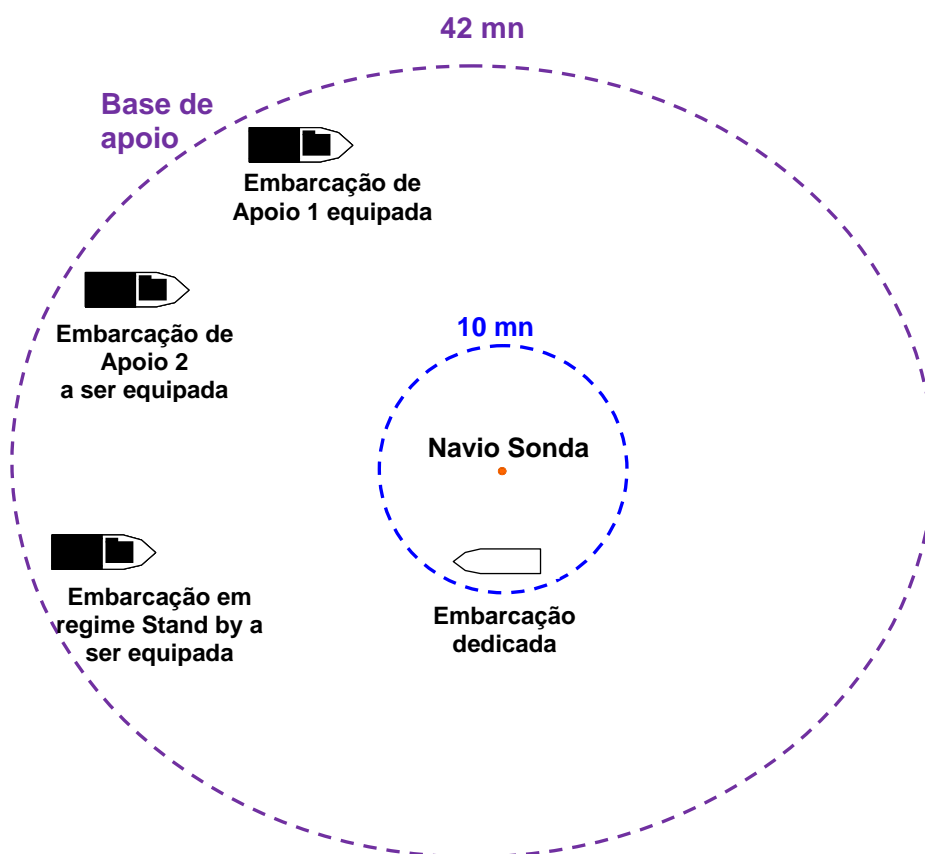 42 mn
Base de
apoio
Embarcação de
Apoio 1 equipada
Embarcação de
Apoio 2
a ser equipada
10 mn
Navio Sonda
Embarcação em
regime Stand by a
ser equipada
Embarcação
dedicada